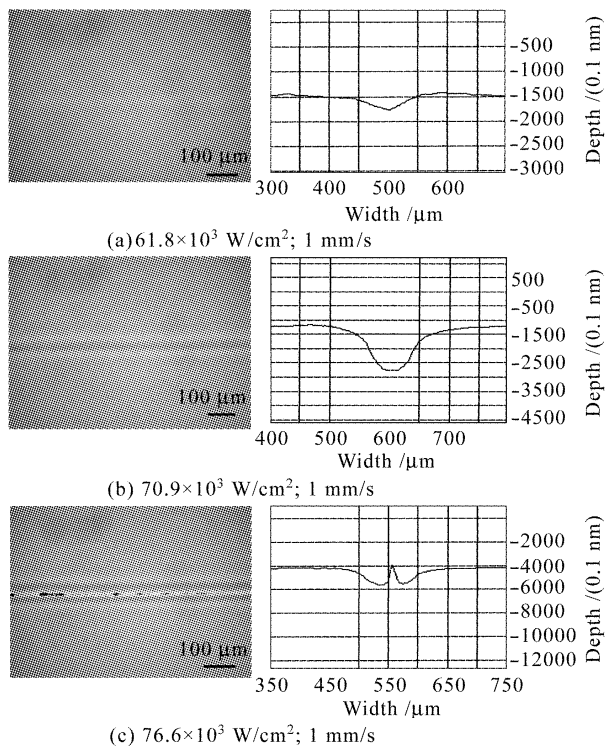 100 μm
-500
-1000
-1500
-2000
-2500
-3000
Depth /(0.1 nm)
300 400 500 600
Width /μm
(a) 61.8×10³ W/cm²; 1 mm/s
100 μm
500
-500
-1500
-2500
-3500
-4500
Depth /(0.1 nm)
400 500 600 700
Width /μm
(b) 70.9×10³ W/cm²; 1 mm/s
100 μm
-2000
-4000
-6000
-8000
-10000
-12000
Depth /(0.1 nm)
350 450 550 650 750
Width /μm
(c) 76.6×10³ W/cm²; 1 mm/s